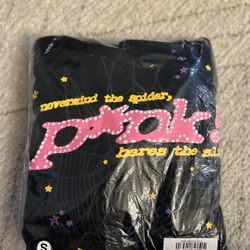 nevermind the spider,
p*nk
heres the
S